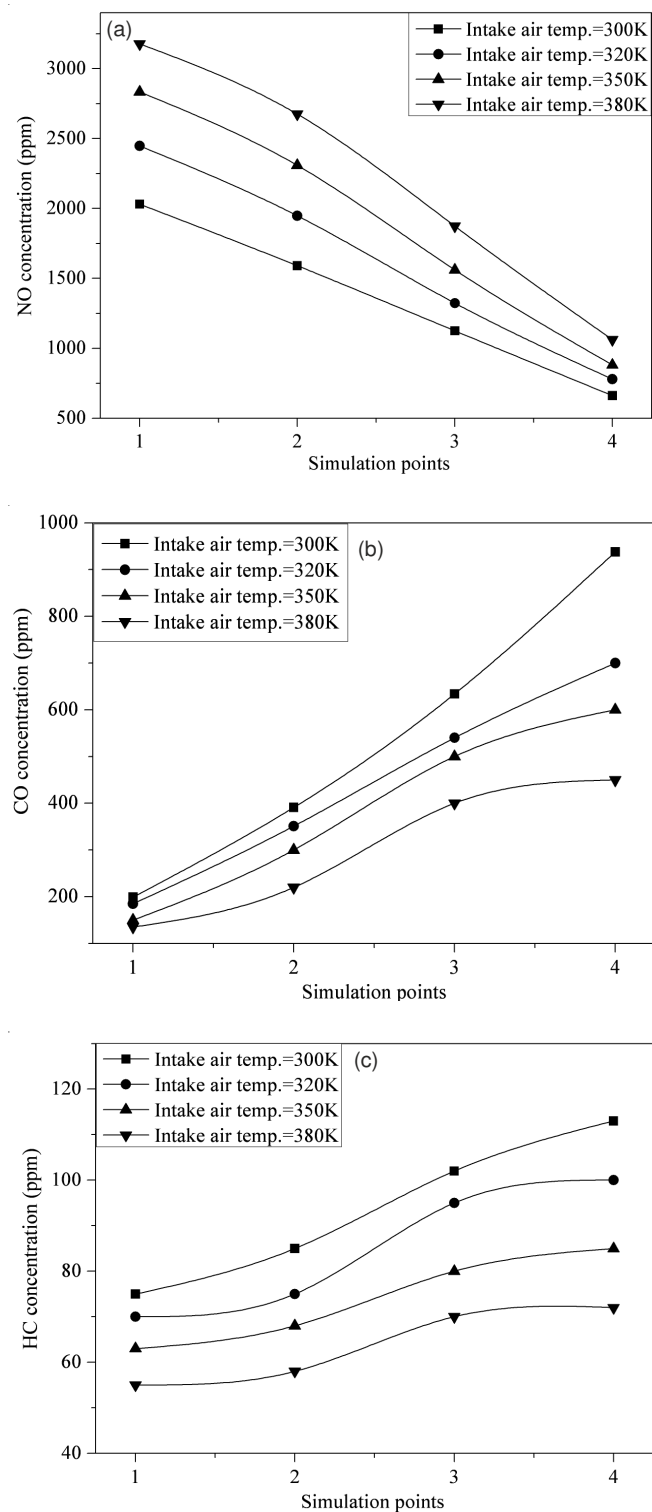 (a)
Intake air temp.=300K
Intake air temp.=320K
Intake air temp.=350K
Intake air temp.=380K
3000
2500
2000
1500
1000
500
NO concentration (ppm)
1 2 3 4
Simulation points
1000
800
600
400
200
CO concentration (ppm)
Intake air temp.=300K
(b)
Intake air temp.=320K
Intake air temp.=350K
Intake air temp.=380K
1 2 3 4
Simulation points
Intake air temp.=300K
(c)
Intake air temp.=320K
Intake air temp.=350K
Intake air temp.=380K
120
100
80
60
40
HC concentration (ppm)
1 2 3 4
Simulation points